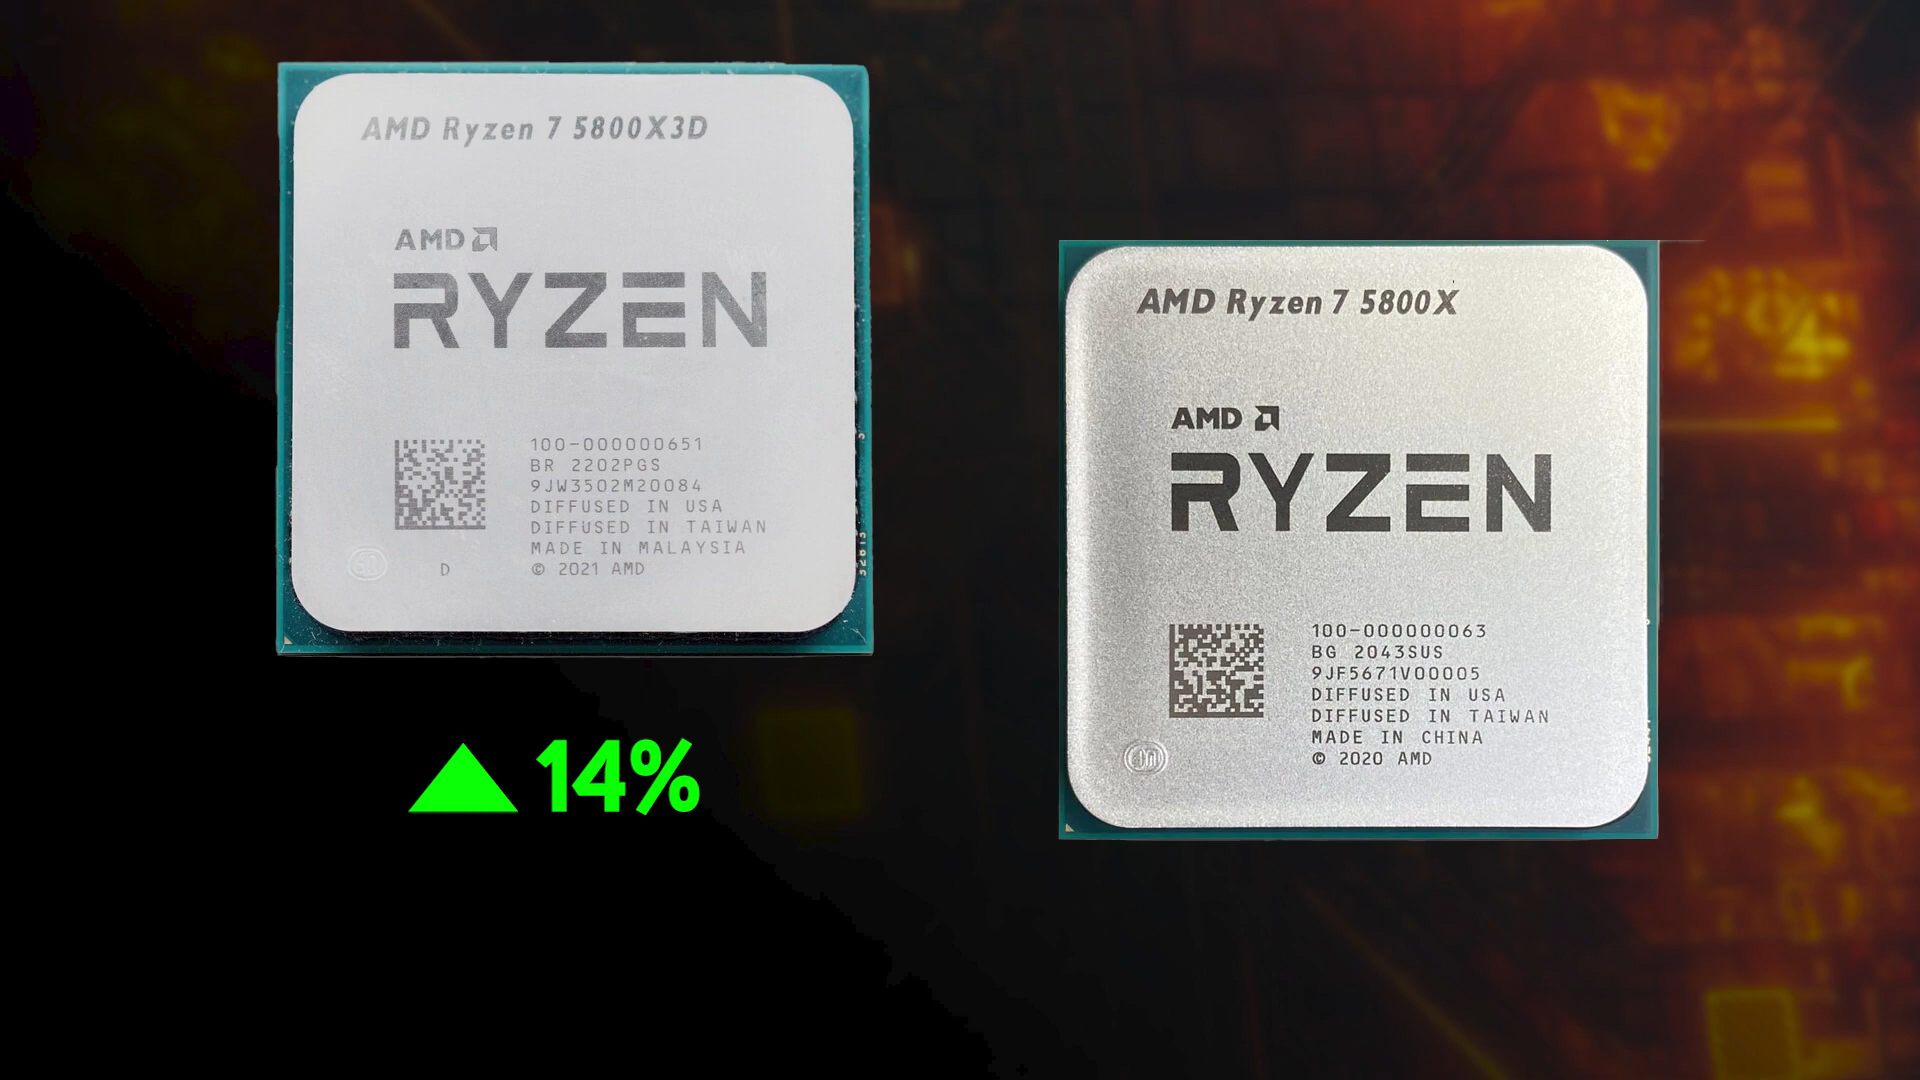 AMD Ryzen 7 5800X3D
AMD
RYZEN
100-000000651
BR 2202PGS
9JW3502M20084
DIFFUSED IN USA
DIFFUSED IN TAIWAN
MADE IN MALAYSIA
© 2021 AMD
D
14%
AMD Ryzen 7 5800X
AMD
RYZEN
100-000000063
BG 2043SUS
9JF5671V00005
DIFFUSED IN USA
DIFFUSED IN TAIWAN
MADE IN CHINA
© 2020 AMD